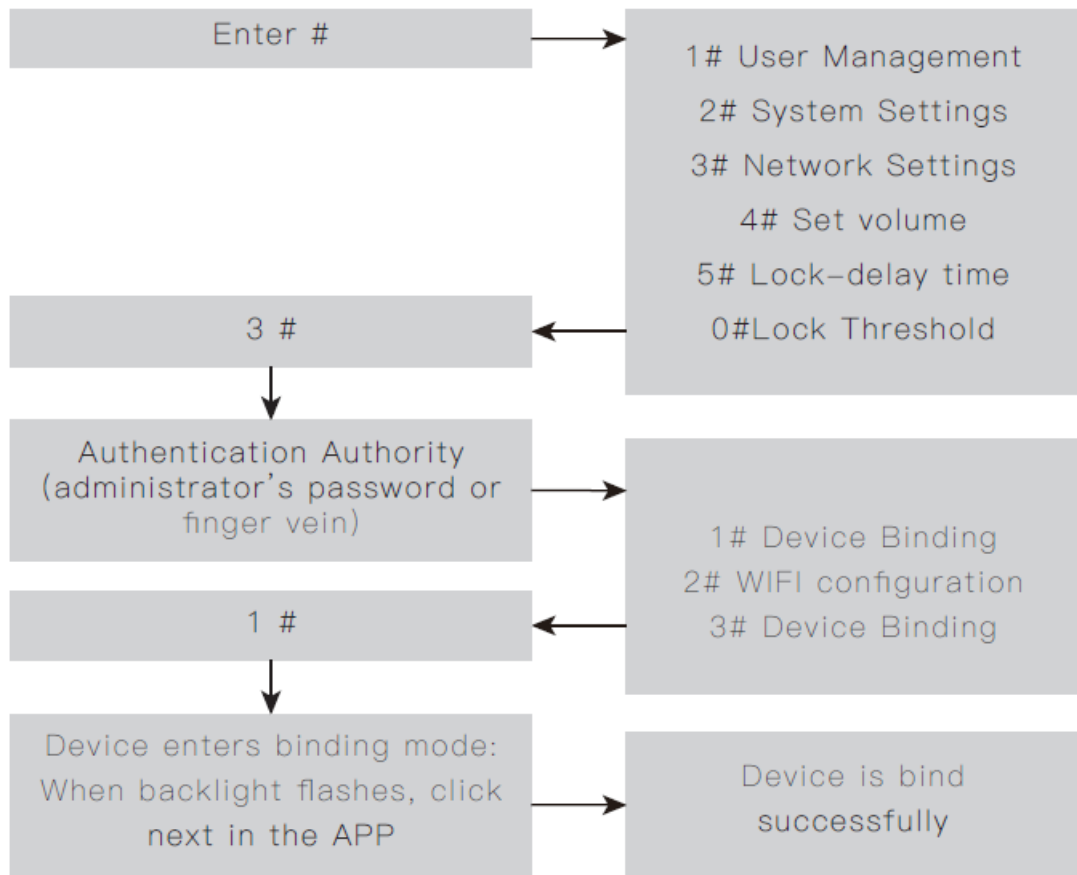 Enter #
1# User Management
2# System Settings
3# Network Settings
4# Set volume
5# Lock-delay time
0#Lock Threshold
3 #
Authentication Authority
(administrator's password or
finger vein)
1# Device Binding
2# WIFI configuration
3# Device Binding
1 #
Device enters binding mode:
When backlight flashes, click
next in the APP
Device is bind
successfully